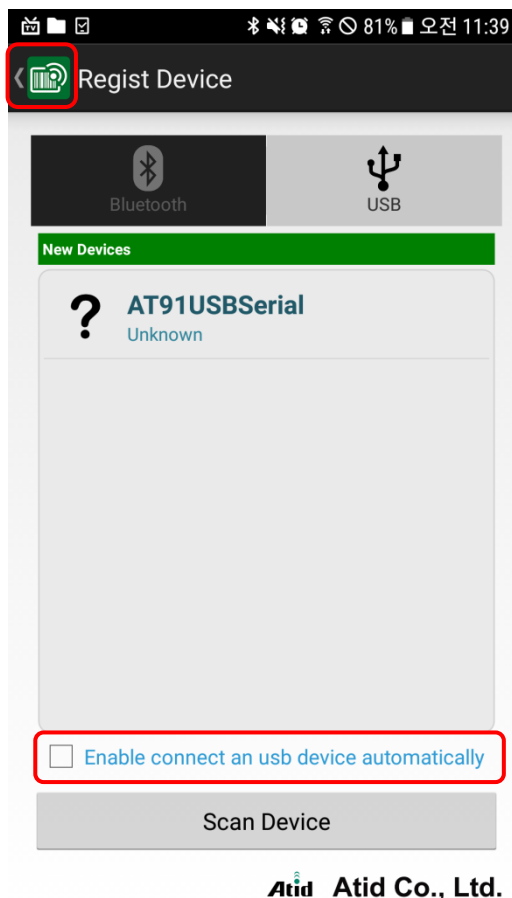 81% 오전 11:39
Regist Device
Bluetooth
USB
New Devices
?
AT91USBSerial
Unknown
Enable connect an usb device automatically
Scan Device
Atid Atid Co., Ltd.